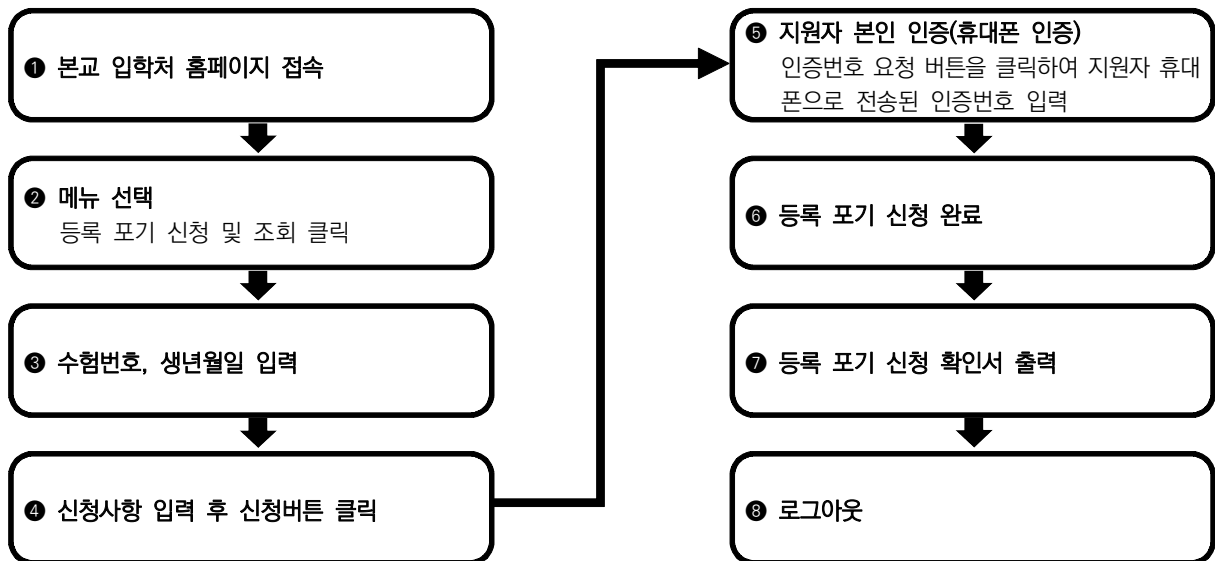 ❶ 본교 입학처 홈페이지 접속
❷ 메뉴 선택
등록 포기 신청 및 조회 클릭
❸ 수험번호, 생년월일 입력
❹ 신청사항 입력 후 신청버튼 클릭
❺ 지원자 본인 인증(휴대폰 인증)
인증번호 요청 버튼을 클릭하여 지원자 휴대
폰으로 전송된 인증번호 입력
❻ 등록 포기 신청 완료
❼ 등록 포기 신청 확인서 출력
❽ 로그아웃